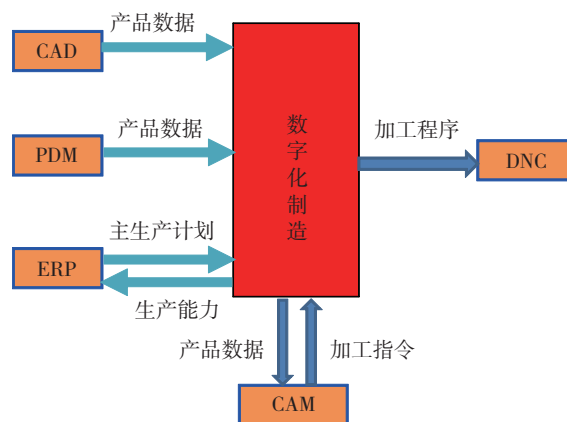 产品数据
CAD
产品数据
PDM
主生产计划
ERP
生产能力
数字化制造
加工程序
DNC
产品数据
加工指令
CAM